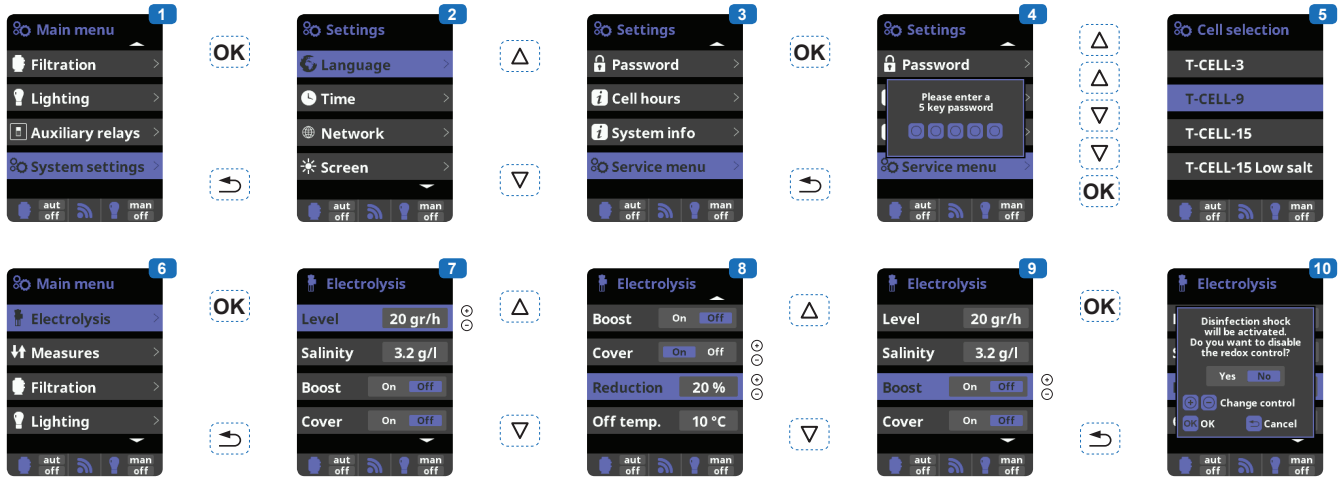 1
Main menu
Filtration
Lighting
Auxiliary relays
System settings
aut
off
man
off
OK
2
Settings
Language
Time
Network
Screen
aut
off
man
off
3
Settings
Password
Cell hours
System info
Service menu
aut
off
man
off
OK
4
Settings
Password
Please enter a
5 key password
Service menu
aut
off
man
off
OK
5
Cell selection
T-CELL-3
T-CELL-9
T-CELL-15
T-CELL-15 Low salt
aut
off
man
off
6
Main menu
Electrolysis
Measures
Filtration
Lighting
aut
off
man
off
OK
7
Electrolysis
Level 20 gr/h
Salinity 3.2 g/l
Boost On Off
Cover On Off
aut
off
man
off
8
Electrolysis
Boost On Off
Cover On Off
Reduction 20 %
Off temp. 10 °C
aut
off
man
off
9
Electrolysis
Level 20 gr/h
Salinity 3.2 g/l
Boost On Off
Cover On Off
aut
off
man
off
OK
10
Electrolysis
Disinfection shock
will be activated.
Do you want to disable
the redox control?
Yes No
Change control
OK OK Cancel
aut
off
man
off